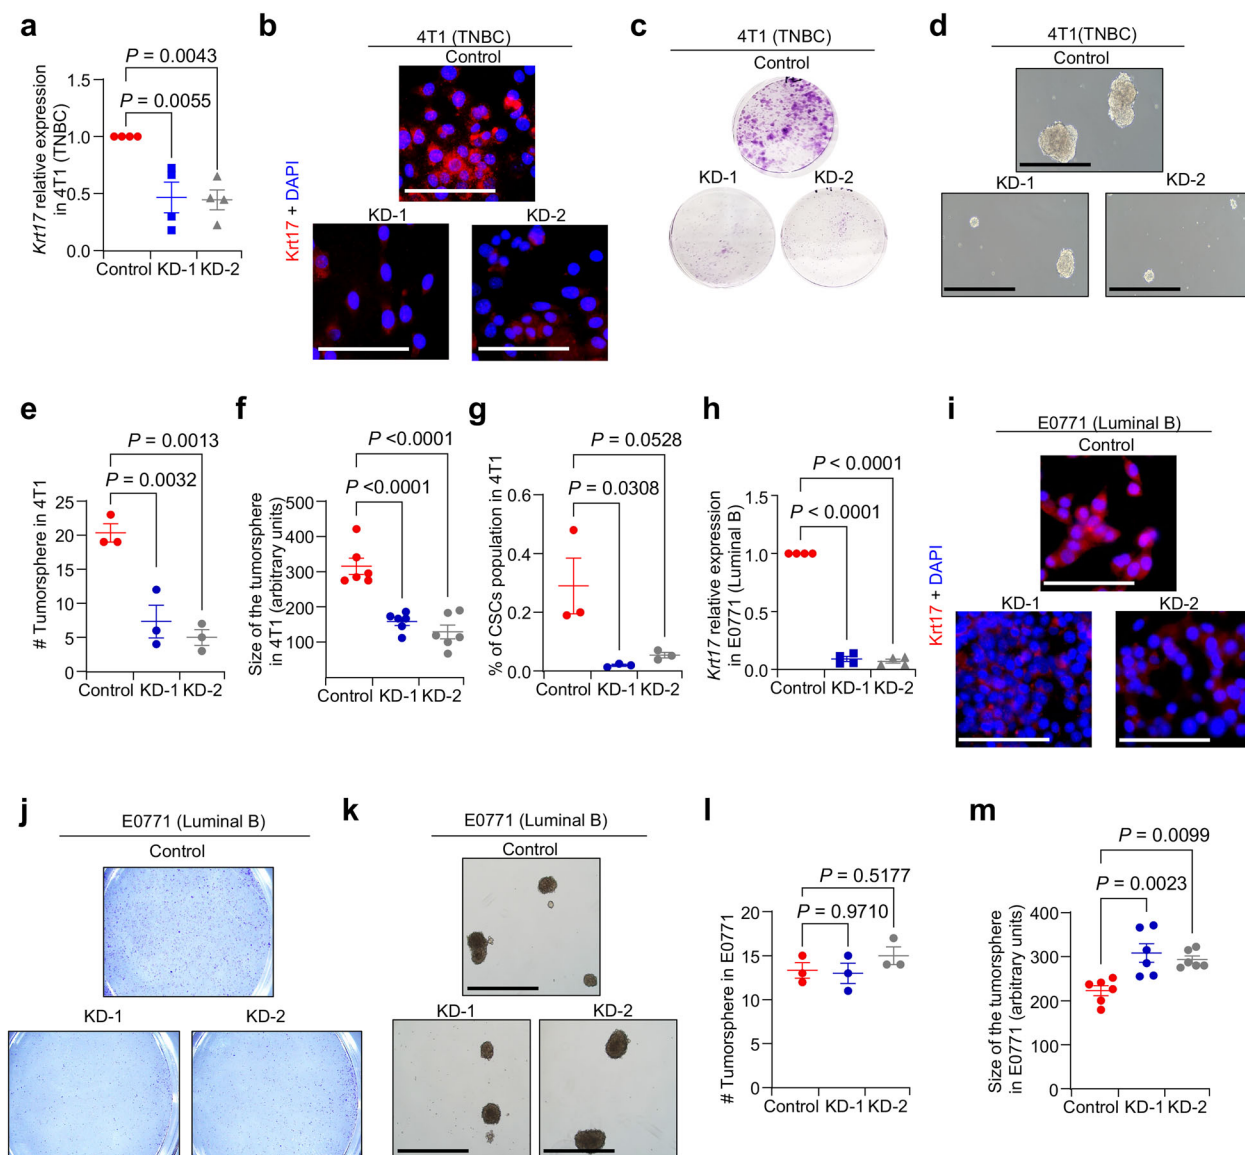 a
P = 0.0043
P = 0.0055
Krt17 relative expression
in 4T1 (TNBC)
1.5
1.0
0.5
0.0
Control KD-1 KD-2
b
4T1 (TNBC)
Control
KD-1
KD-2
Krt17 + DAPI
c
4T1 (TNBC)
Control
KD-1
KD-2
d
4T1(TNBC)
Control
KD-1
KD-2
e
P = 0.0013
P = 0.0032
# Tumorsphere in 4T1
25
20
15
10
5
0
Control KD-1 KD-2
f
P <0.0001
P <0.0001
Size of the tumorsphere
in 4T1 (arbitrary units)
500
400
300
200
100
Control KD-1 KD-2
g
P = 0.0528
P = 0.0308
% of CSCs population in 4T1
0.6
0.4
0.2
0.0
Control KD-1 KD-2
h
P < 0.0001
P < 0.0001
Krt17 relative expression
in E0771 (Luminal B)
1.5
1.0
0.5
0.0
Control KD-1 KD-2
i
E0771 (Luminal B)
Control
KD-1
KD-2
Krt17 + DAPI
j
E0771 (Luminal B)
Control
KD-1
KD-2
k
E0771 (Luminal B)
Control
KD-1
KD-2
l
P = 0.5177
P = 0.9710
# Tumorsphere in E0771
20
15
10
5
0
Control KD-1 KD-2
m
P = 0.0099
P = 0.0023
Size of the tumorsphere
in E0771 (arbitrary units)
400
300
200
100
0
Control KD-1 KD-2